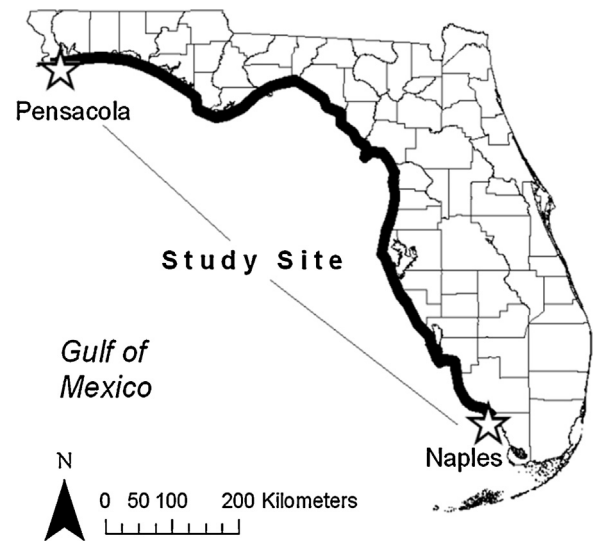 Pensacola
Study Site
Gulf of
Mexico
Naples
N
0 50 100 200 Kilometers